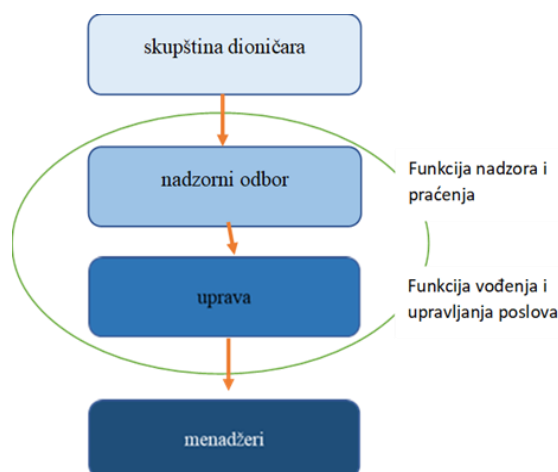 skupština dioničara
nadzorni odbor
Funkcija nadzora i
praćenja
uprava
Funkcija vođenja i
upravljanja poslova
menadžeri